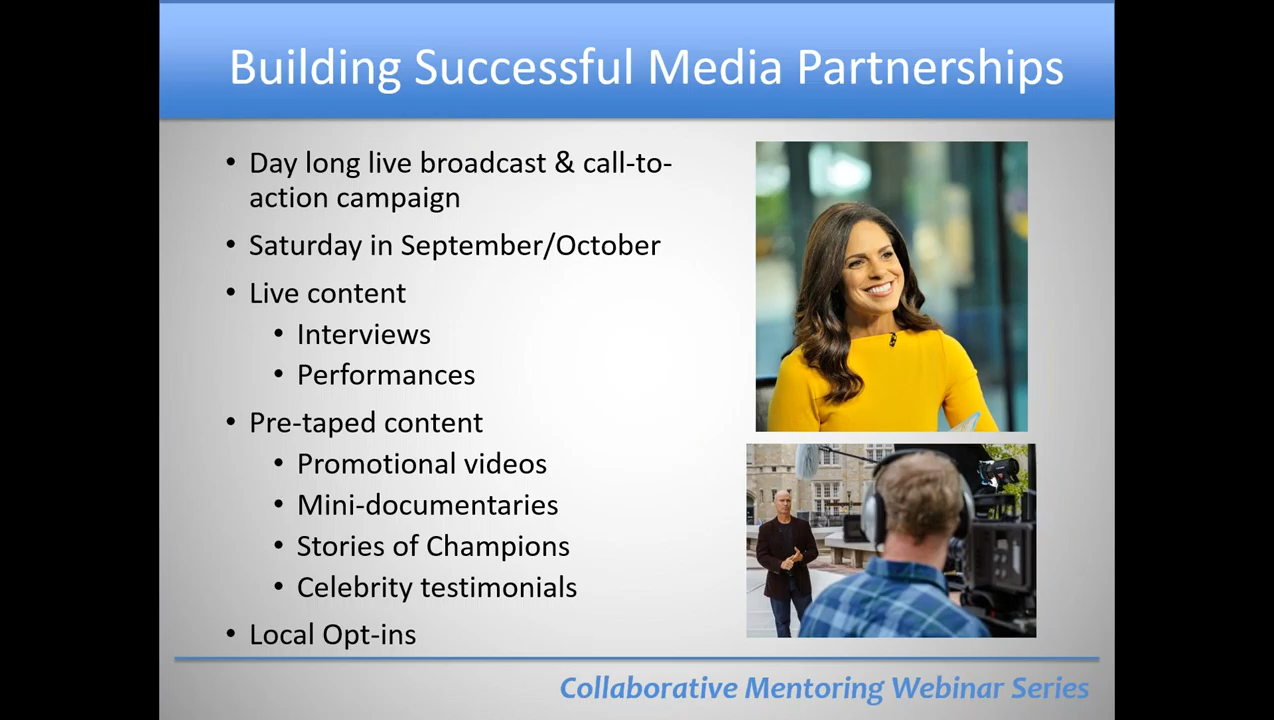 Building Successful Media Partnerships
• Day long live broadcast & call-to-
action campaign
• Saturday in September/October
• Live content
• Interviews
• Performances
• Pre-taped content
• Promotional videos
• Mini-documentaries
• Stories of Champions
• Celebrity testimonials
• Local Opt-ins
Collaborative Mentoring Webinar Series